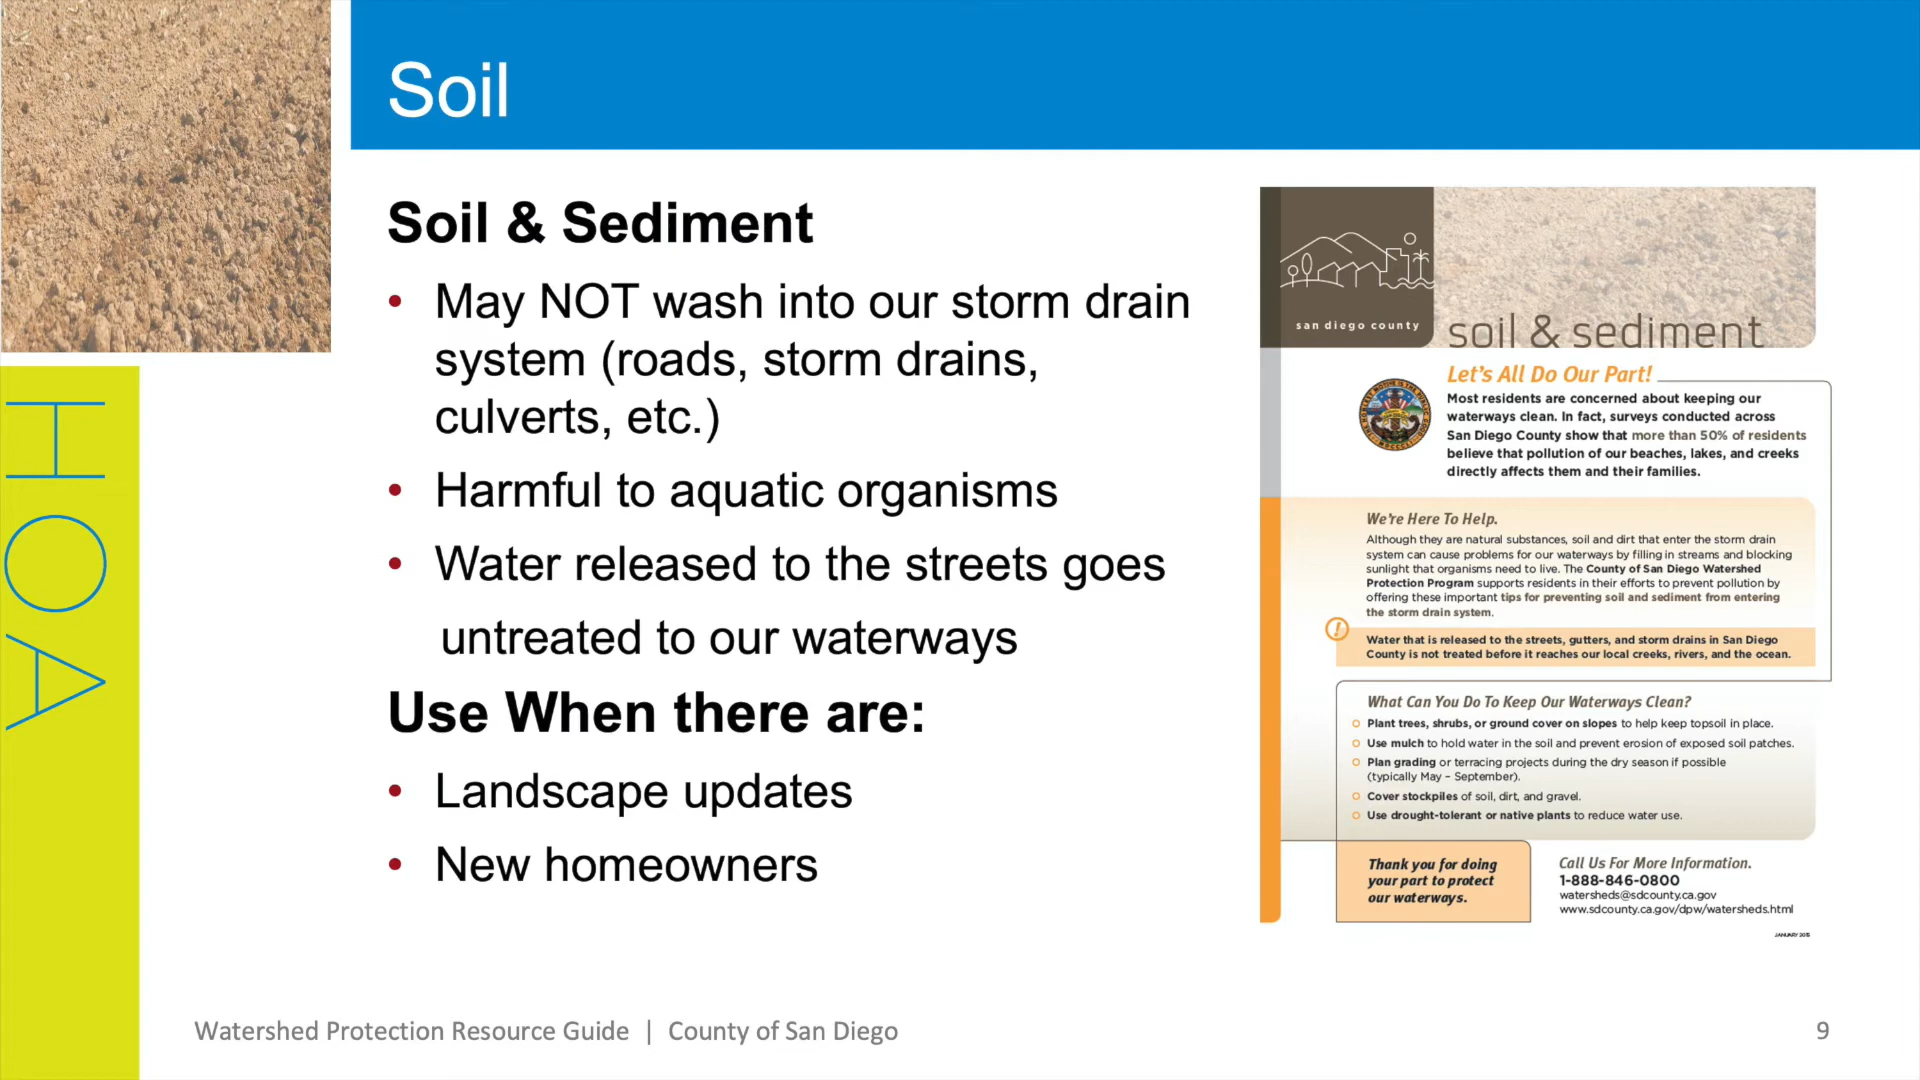 Soil
HOA
Soil & Sediment
• May NOT wash into our storm drain
system (roads, storm drains,
culverts, etc.)
• Harmful to aquatic organisms
• Water released to the streets goes
untreated to our waterways
Use When there are:
• Landscape updates
• New homeowners
san diego county
soil & sediment
Let's All Do Our Part!
Most residents are concerned about keeping our
waterways clean. In fact, surveys conducted across
San Diego County show that more than 50% of residents
believe that pollution of our beaches, lakes, and creeks
directly affects them and their families.
We're Here To Help.
Although they are natural substances, soil and dirt that enter the storm drain
system can cause problems for our waterways by filling in streams and blocking
sunlight that organisms need to live. The County of San Diego Watershed
Protection Program supports residents in their efforts to prevent pollution by
offering these important tips for preventing soil and sediment from entering
the storm drain system.
!
Water that is released to the streets, gutters, and storm drains in San Diego
County is not treated before it reaches our local creeks, rivers, and the ocean.
What Can You Do To Keep Our Waterways Clean?
Plant trees, shrubs, or ground cover on slopes to help keep topsoil in place.
Use mulch to hold water in the soil and prevent erosion of exposed soil patches.
Plan grading or terracing projects during the dry season if possible
(typically May – September).
Cover stockpiles of soil, dirt, and gravel.
Use drought-tolerant or native plants to reduce water use.
Thank you for doing
your part to protect
our waterways.
Call Us For More Information.
1-888-846-0800
watersheds@sdcounty.ca.gov
www.sdcounty.ca.gov/dpw/watersheds.html
JANUARY 2015
Watershed Protection Resource Guide | County of San Diego
9